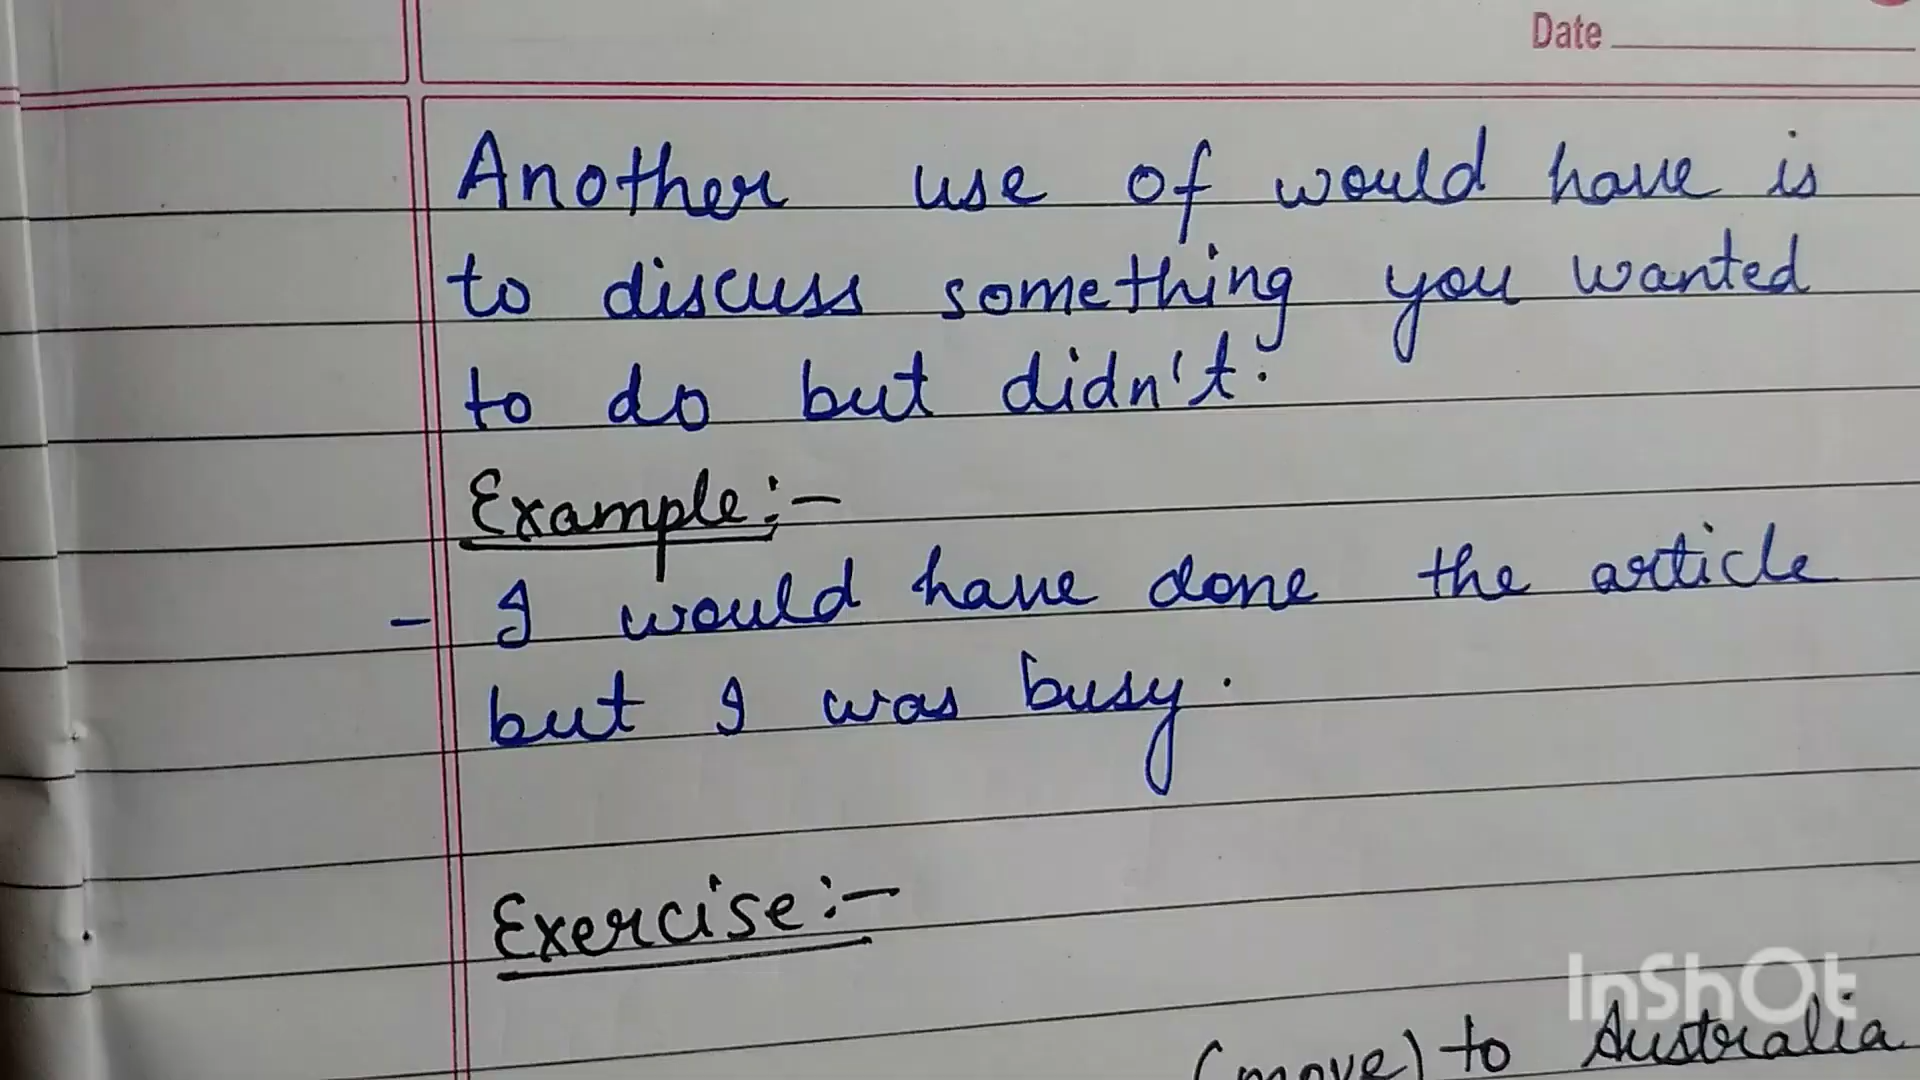 Date
Another use of would have is
to discuss something you wanted
to do but didn't.
Example:-
- I would have done the article
but I was busy.
Exercise:-
InShOt
(move) to Australia